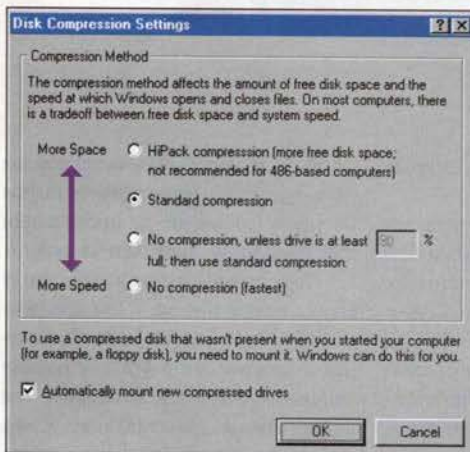 Disk Compression Settings
Compression Method
The compression method affects the amount of free disk space and the
speed at which Windows opens and closes files. On most computers, there
is a tradeoff between free disk space and system speed.
More Space
HiPack compresssion (more free disk space;
not recommended for 486-based computers)
Standard compression
No compression, unless drive is at least 90 %
full; then use standard compression.
More Speed
No compression (fastest)
To use a compressed disk that wasn't present when you started your computer
(for example, a floppy disk), you need to mount it. Windows can do this for you.
Automatically mount new compressed drives
OK
Cancel